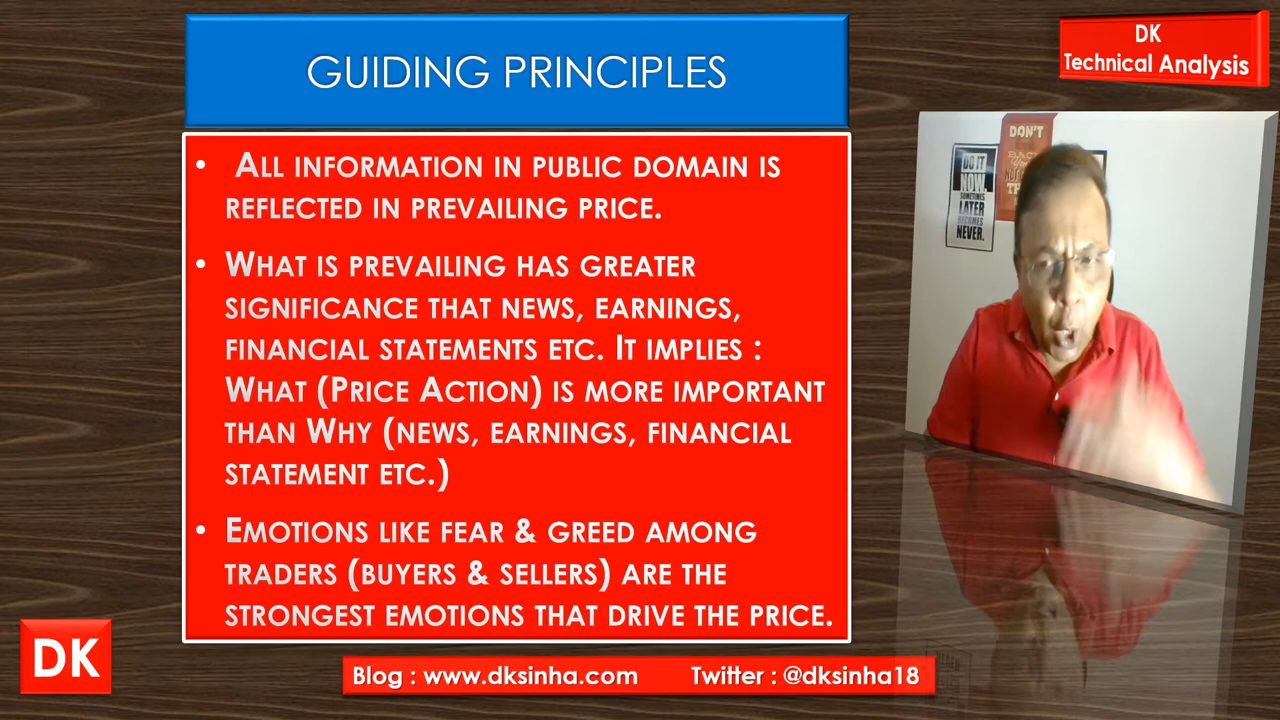 GUIDING PRINCIPLES
DK
Technical Analysis
• ALL INFORMATION IN PUBLIC DOMAIN IS
REFLECTED IN PREVAILING PRICE.
• WHAT IS PREVAILING HAS GREATER
SIGNIFICANCE THAT NEWS, EARNINGS,
FINANCIAL STATEMENTS ETC. IT IMPLIES :
WHAT (PRICE ACTION) IS MORE IMPORTANT
THAN WHY (NEWS, EARNINGS, FINANCIAL
STATEMENT ETC.)
• EMOTIONS LIKE FEAR & GREED AMONG
TRADERS (BUYERS & SELLERS) ARE THE
STRONGEST EMOTIONS THAT DRIVE THE PRICE.
DO IT
NOW.
SOMETIMES
LATER
BECOMES
NEVER.
DON'T
DK
Blog : www.dksinha.com Twitter : @dksinha18